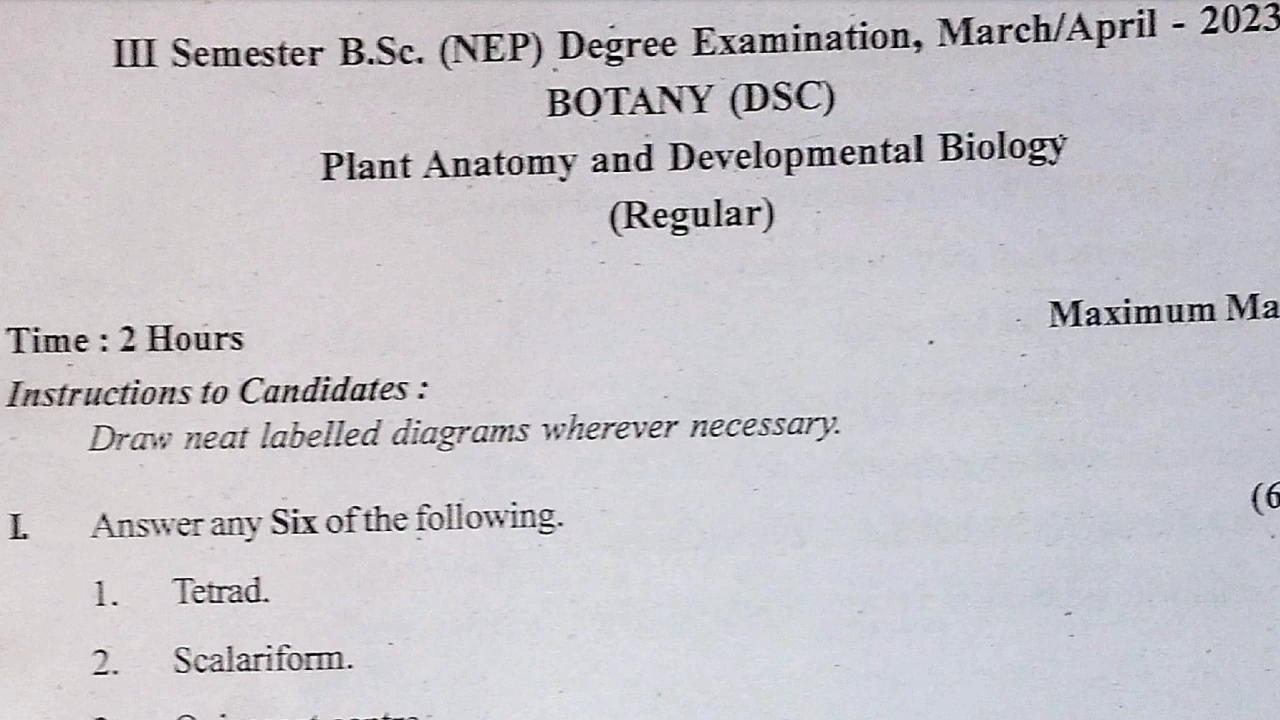 III Semester B.Sc. (NEP) Degree Examination, March/April - 2023
BOTANY (DSC)
Plant Anatomy and Developmental Biology
(Regular)
Maximum Ma
Time : 2 Hours
Instructions to Candidates :
Draw neat labelled diagrams wherever necessary.
(6
I. Answer any Six of the following.
1. Tetrad.
2. Scalariform.